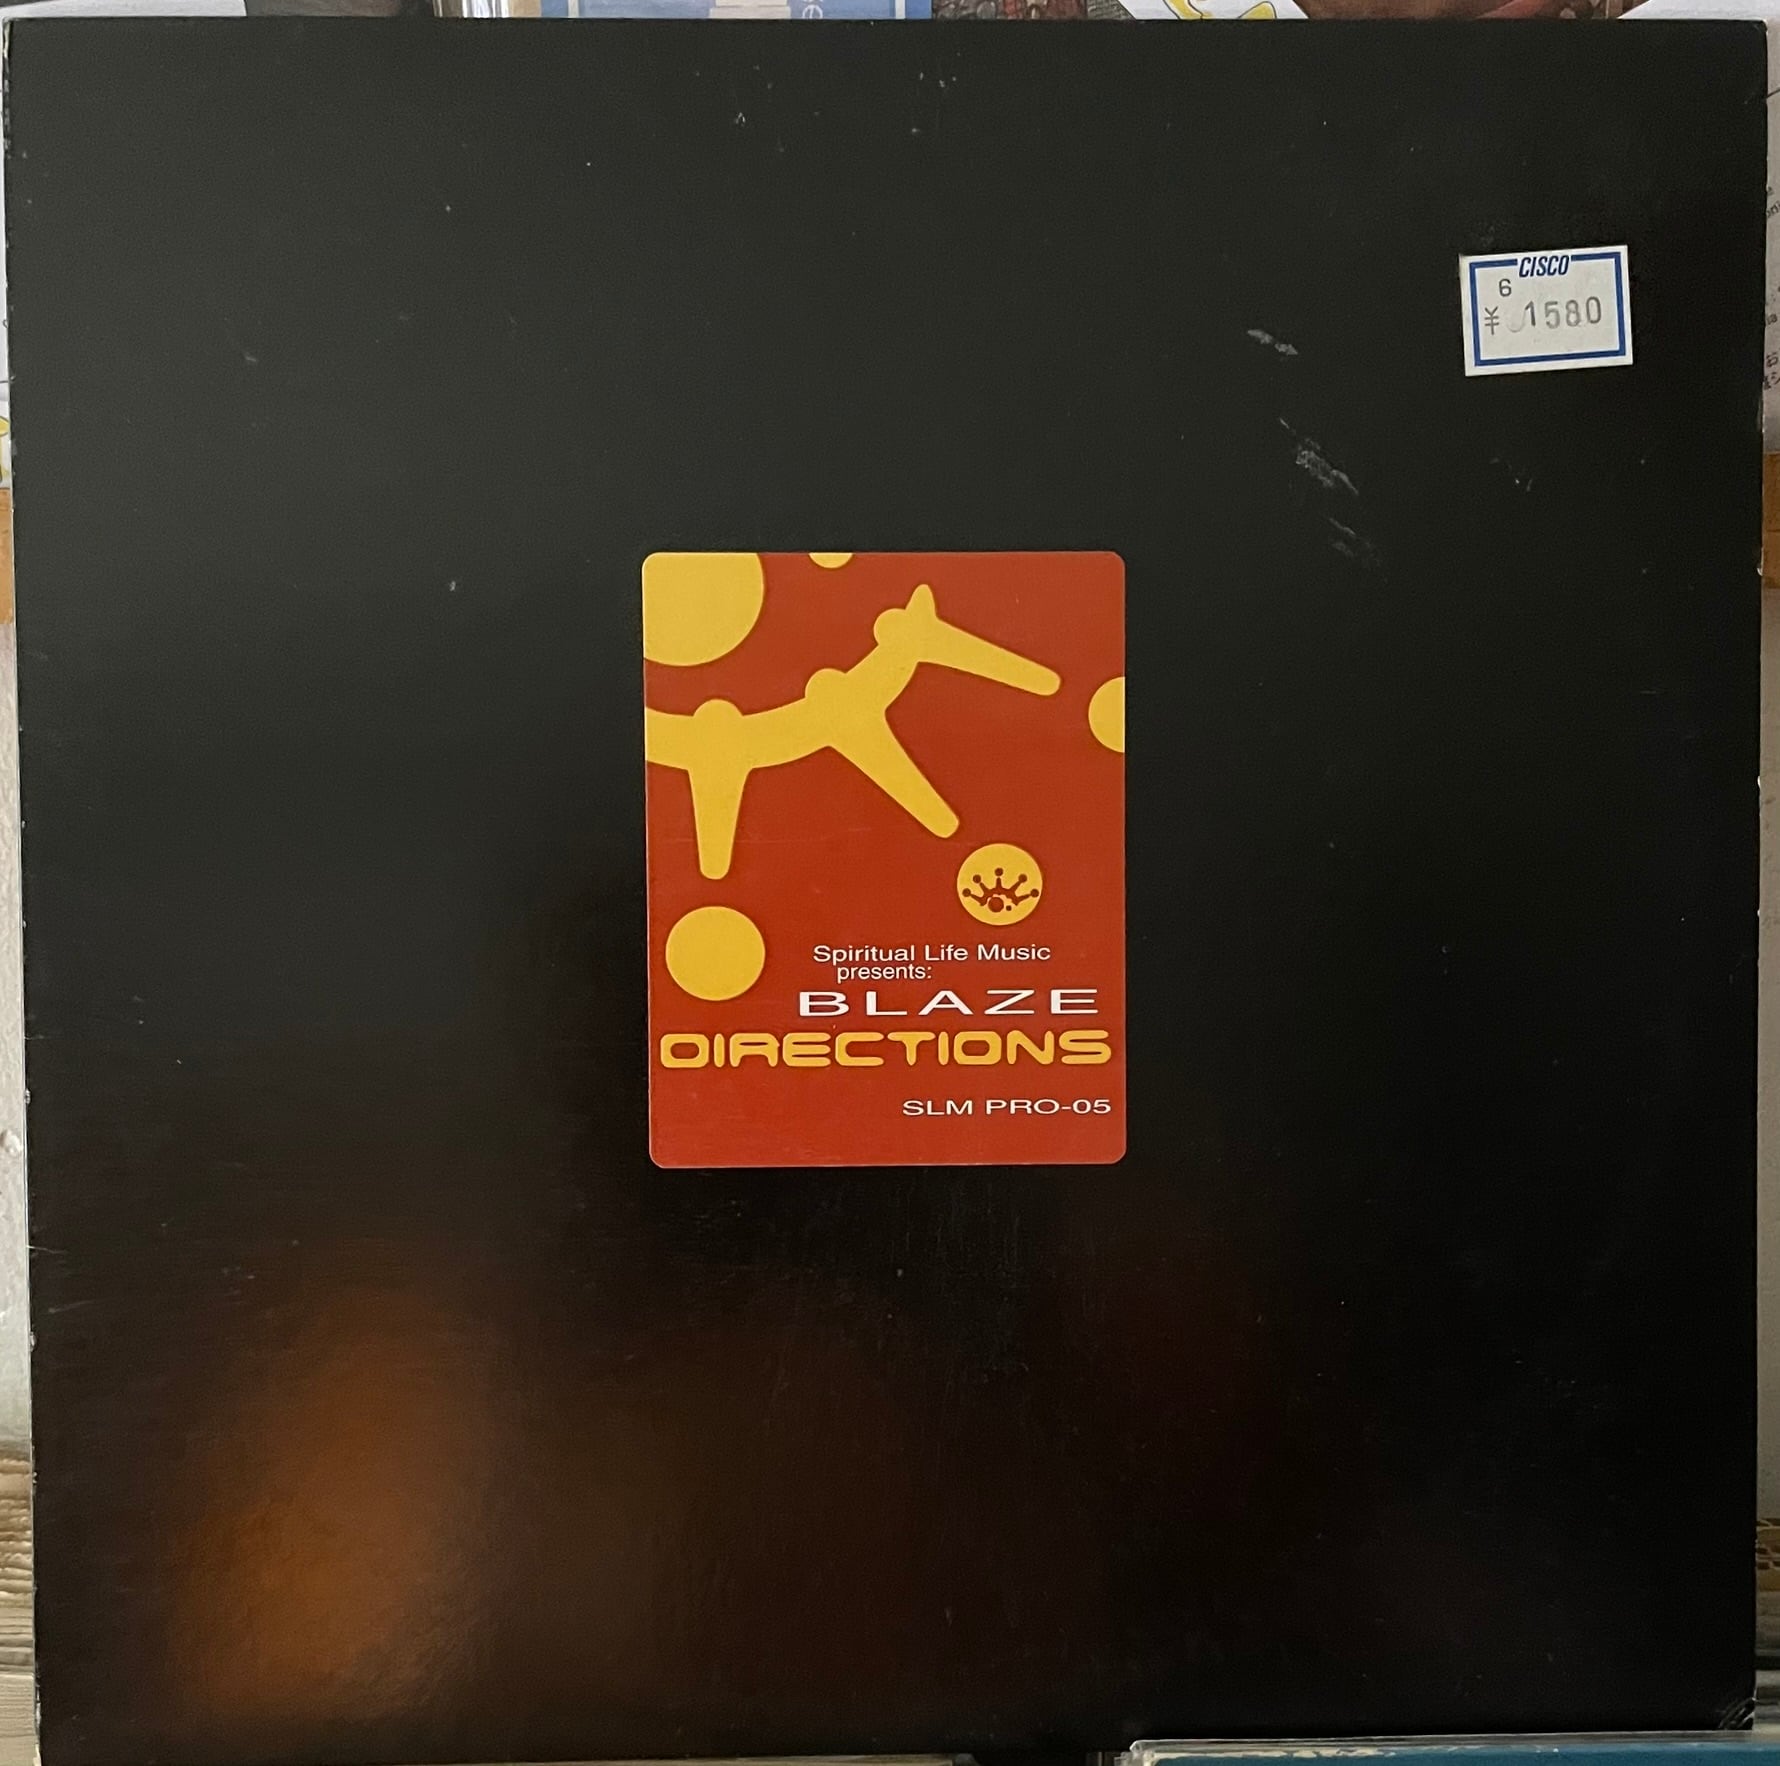 CISCO
6
¥ 1580
Spiritual Life Music
presents:
BLAZE
DIRECTIONS
SLM PRO-05